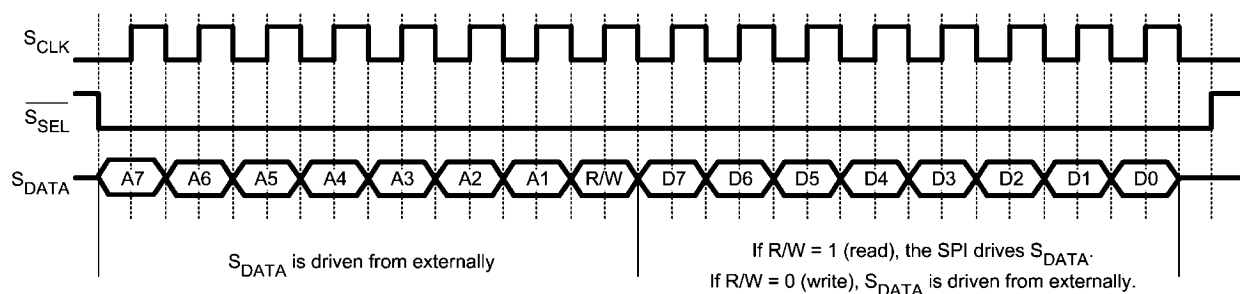 SCLK
SSEL
SDATA A7 A6 A5 A4 A3 A2 A1 R/W D7 D6 D5 D4 D3 D2 D1 D0
SDATA is driven from externally
If R/W = 1 (read), the SPI drives SDATA.
If R/W = 0 (write), SDATA is driven from externally.